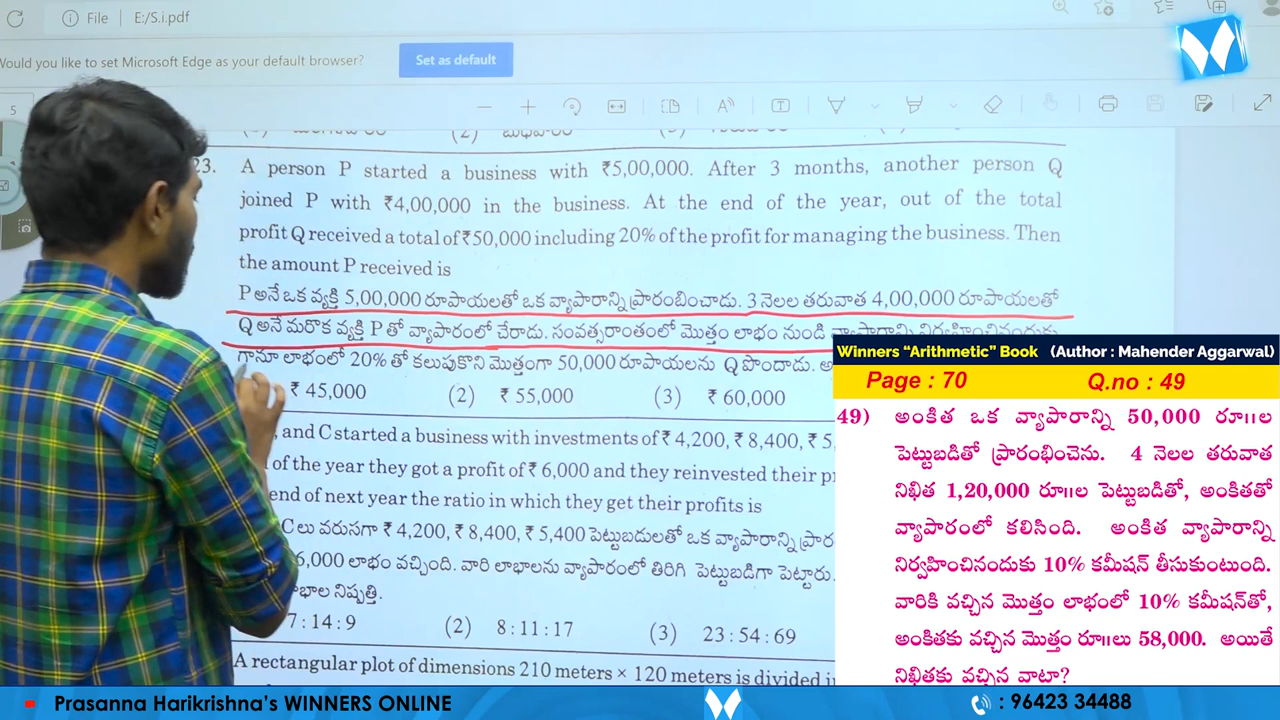 File
E:/S.i.pdf
Would you like to set Microsoft Edge as your default browser?
Set as default
5
23. A person P started a business with ₹5,00,000. After 3 months, another person Q
joined P with ₹4,00,000 in the business. At the end of the year, out of the total
profit Q received a total of ₹50,000 including 20% of the profit for managing the business. Then
the amount P received is
P అనే ఒక వ్యక్తి 5,00,000 రూపాయలతో ఒక వ్యాపారాన్ని ప్రారంబించాడు. 3 నెలల తరువాత 4,00,000 రూపాయలతో
Q అనే మరొక వ్యక్తి P తో వ్యాపారంలో చేరాడు. సంవత్సరాంతంలో మొత్తం లాభం నుండి
గానూ లాభంలో 20% తో కలుపుకొని మొత్తంగా 50,000 రూపాయలను Q పొందాడు.
₹ 45,000 (2) ₹ 55,000 (3) ₹ 60,000
and C started a business with investments of ₹ 4,200, ₹ 8,400, ₹ 5
of the year they got a profit of ₹ 6,000 and they reinvested their
end of next year the ratio in which they get their profits is
C లు వరుసగా ₹ 4,200, ₹ 8,400, ₹ 5,400 పెట్టుబడులతో ఒక వ్యాపారాన్ని
6,000 లాభం వచ్చింది. వారి లాభాలను వ్యాపారంలో తిరిగి పెట్టుబడిగా పెట్టారు.
నిష్పత్తి.
7 : 14 : 9 (2) 8 : 11 : 17 (3) 23 : 54 : 69
A rectangular plot of dimensions 210 meters × 120 meters is divided
Winners "Arithmetic" Book (Author : Mahender Aggarwal)
Page : 70 Q.no : 49
49) అంకిత ఒక వ్యాపారాన్ని 50,000 రూ॥ల
పెట్టుబడితో ప్రారంభించెను. 4 నెలల తరువాత
నిఖిత 1,20,000 రూ॥ల పెట్టుబడితో, అంకితతో
వ్యాపారంలో కలిసింది. అంకిత వ్యాపారాన్ని
నిర్వహించినందుకు 10% కమీషన్ తీసుకుంటుంది.
వారికి వచ్చిన మొత్తం లాభంలో 10% కమీషన్‌తో,
అంకితకు వచ్చిన మొత్తం రూ॥లు 58,000. అయితే
నిఖితకు వచ్చిన వాటా?
Prasanna Harikrishna's WINNERS ONLINE
: 96423 34488